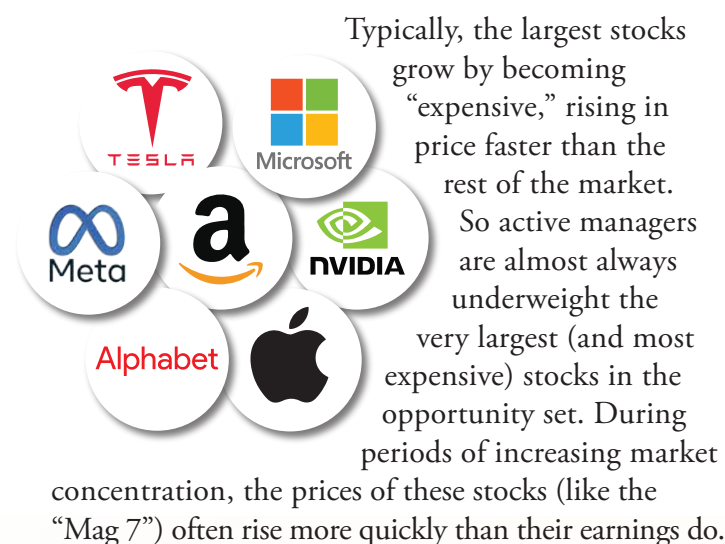 Typically, the largest stocks
grow by becoming
“expensive,” rising in
price faster than the
rest of the market.
So active managers
are almost always
underweight the
very largest (and most
expensive) stocks in the
opportunity set. During
periods of increasing market
concentration, the prices of these stocks (like the
“Mag 7”) often rise more quickly than their earnings do.
TESLA
Microsoft
Meta
a
NVIDIA
Alphabet